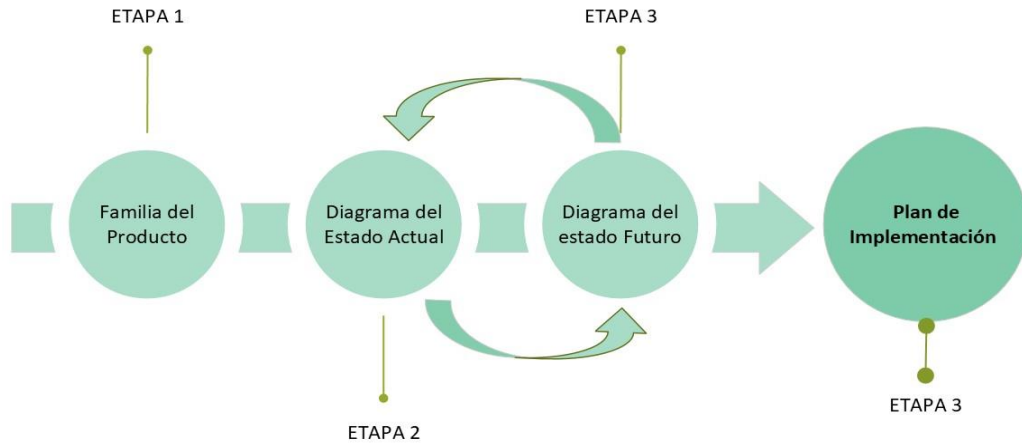 ETAPA 1
ETAPA 3
Familia del
Producto
Diagrama del
Estado Actual
Diagrama del
estado Futuro
Plan de
Implementación
ETAPA 2
ETAPA 3